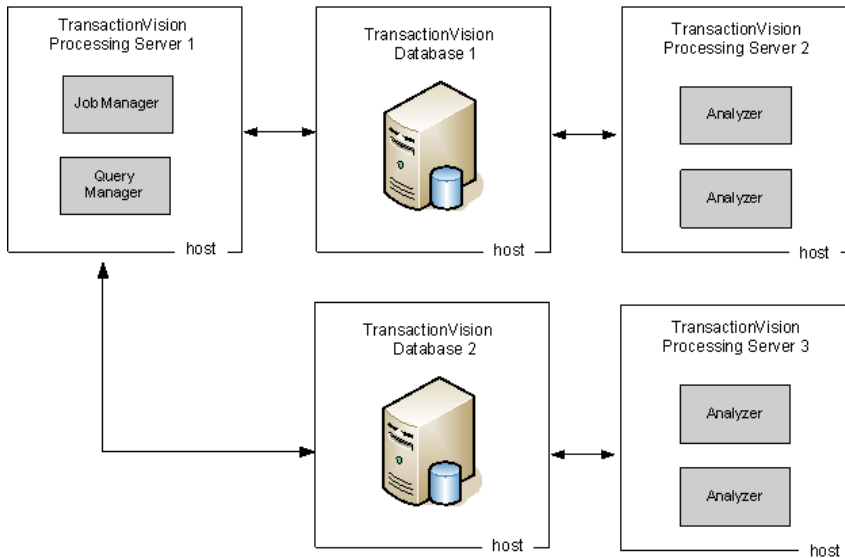 TransactionVision
Processing Server 1
Job Manager
Query
Manager
host
TransactionVision
Database 1
host
TransactionVision
Processing Server 2
Analyzer
Analyzer
host
TransactionVision
Database 2
host
TransactionVision
Processing Server 3
Analyzer
Analyzer
host